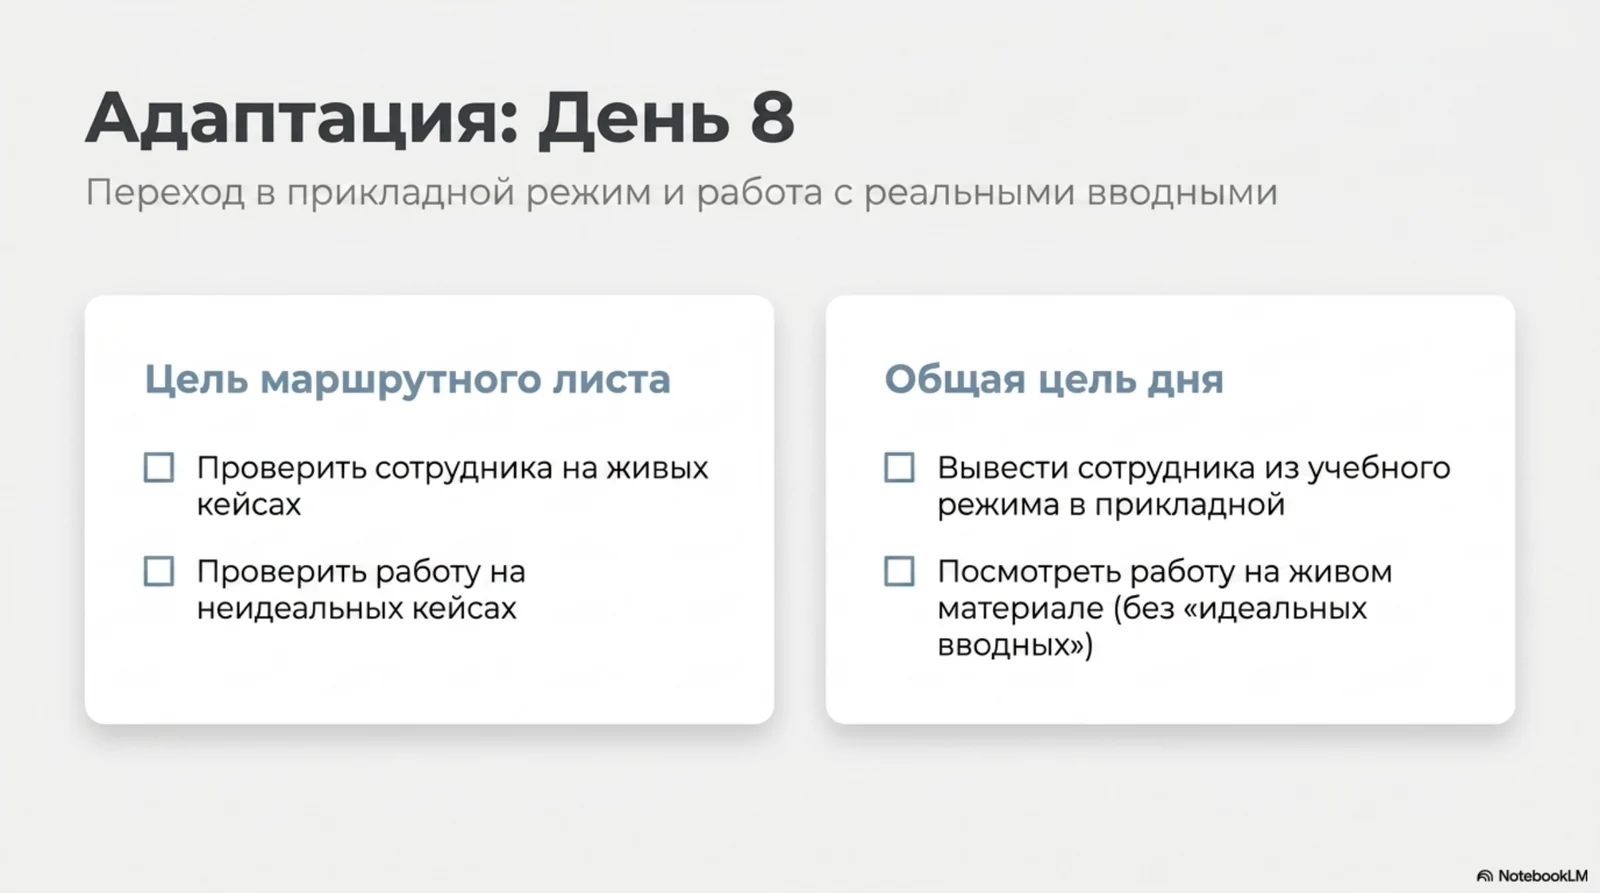 Адаптация: День 8
Переход в прикладной режим и работа с реальными вводными
Цель маршрутного листа
Проверить сотрудника на живых
кейсах
Проверить работу на
неидеальных кейсах
Общая цель дня
Вывести сотрудника из учебного
режима в прикладной
Посмотреть работу на живом
материале (без «идеальных
вводных»)
NotebookLM